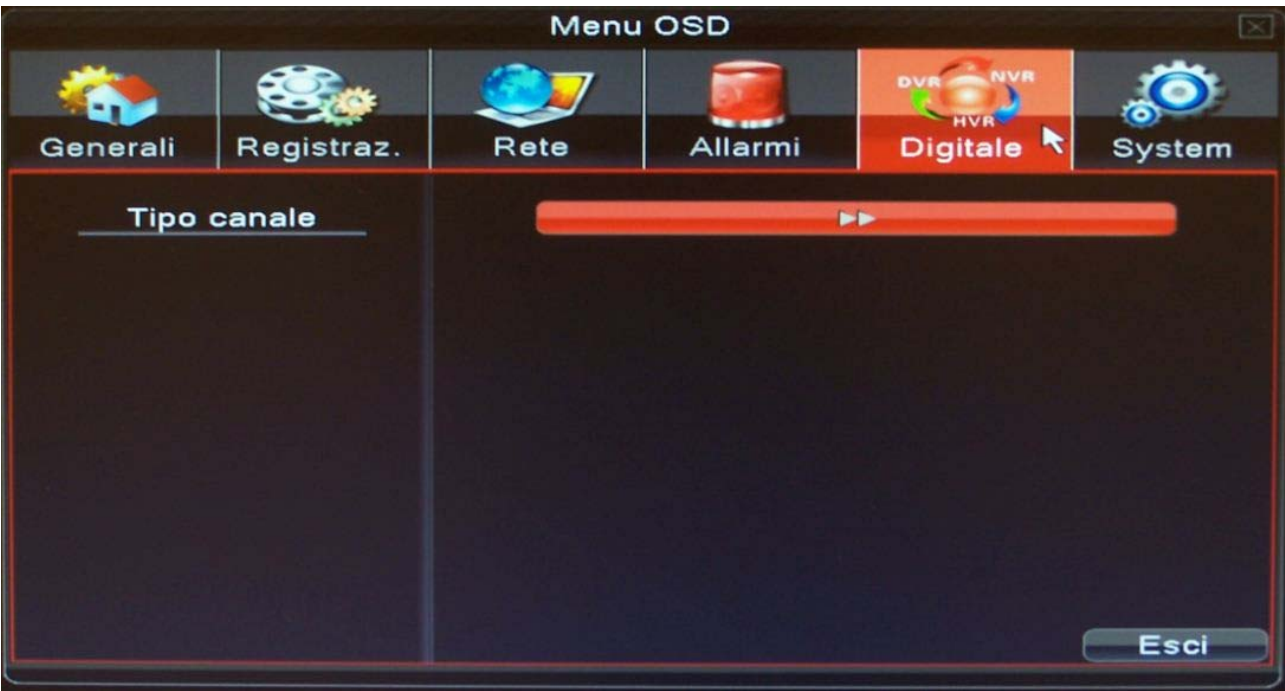 Menu OSD
DVR NVR
HVR
Generali Registraz. Rete Allarmi Digitale System
Tipo canale
Esci